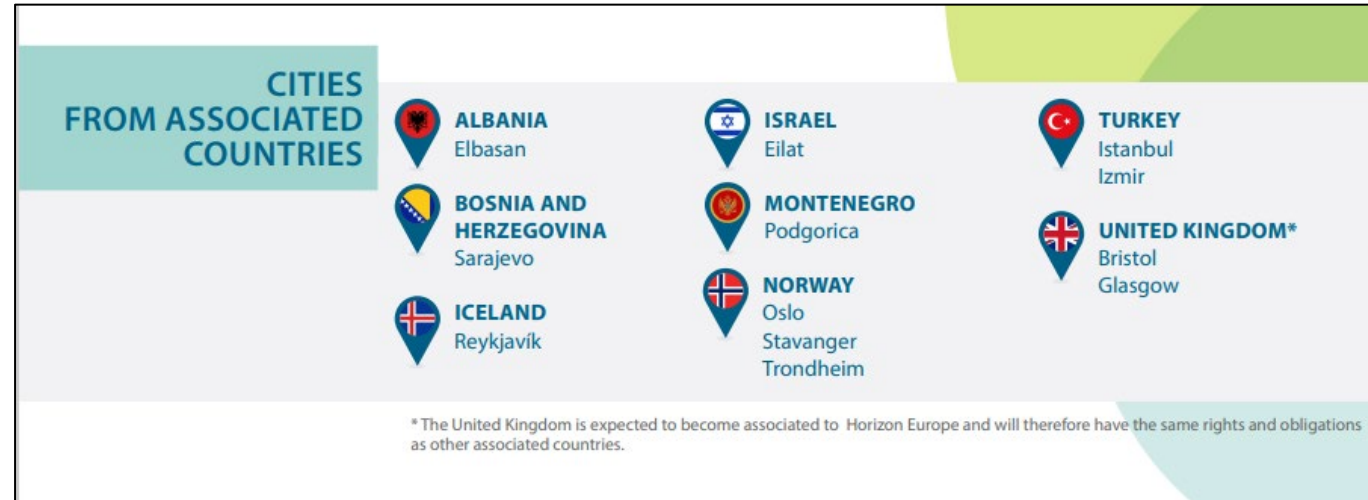 CITIES
FROM ASSOCIATED
COUNTRIES
ALBANIA
Elbasan
BOSNIA AND
HERZEGOVINA
Sarajevo
ICELAND
Reykjavík
ISRAEL
Eilat
MONTENEGRO
Podgorica
NORWAY
Oslo
Stavanger
Trondheim
TURKEY
Istanbul
Izmir
UNITED KINGDOM*
Bristol
Glasgow
* The United Kingdom is expected to become associated to Horizon Europe and will therefore have the same rights and obligations
as other associated countries.